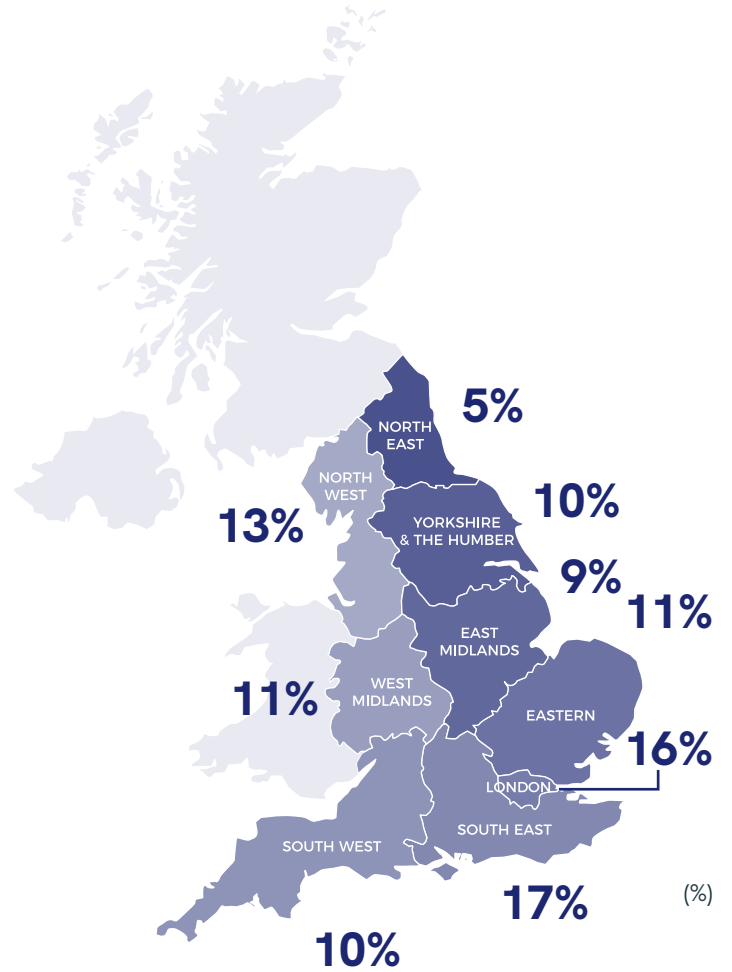 5%
NORTH
EAST
NORTH
WEST
10%
13%
YORKSHIRE
& THE HUMBER
9%
11%
EAST
MIDLANDS
11%
WEST
MIDLANDS
EASTERN
16%
LONDON
SOUTH EAST
SOUTH WEST
17%
(%)
10%